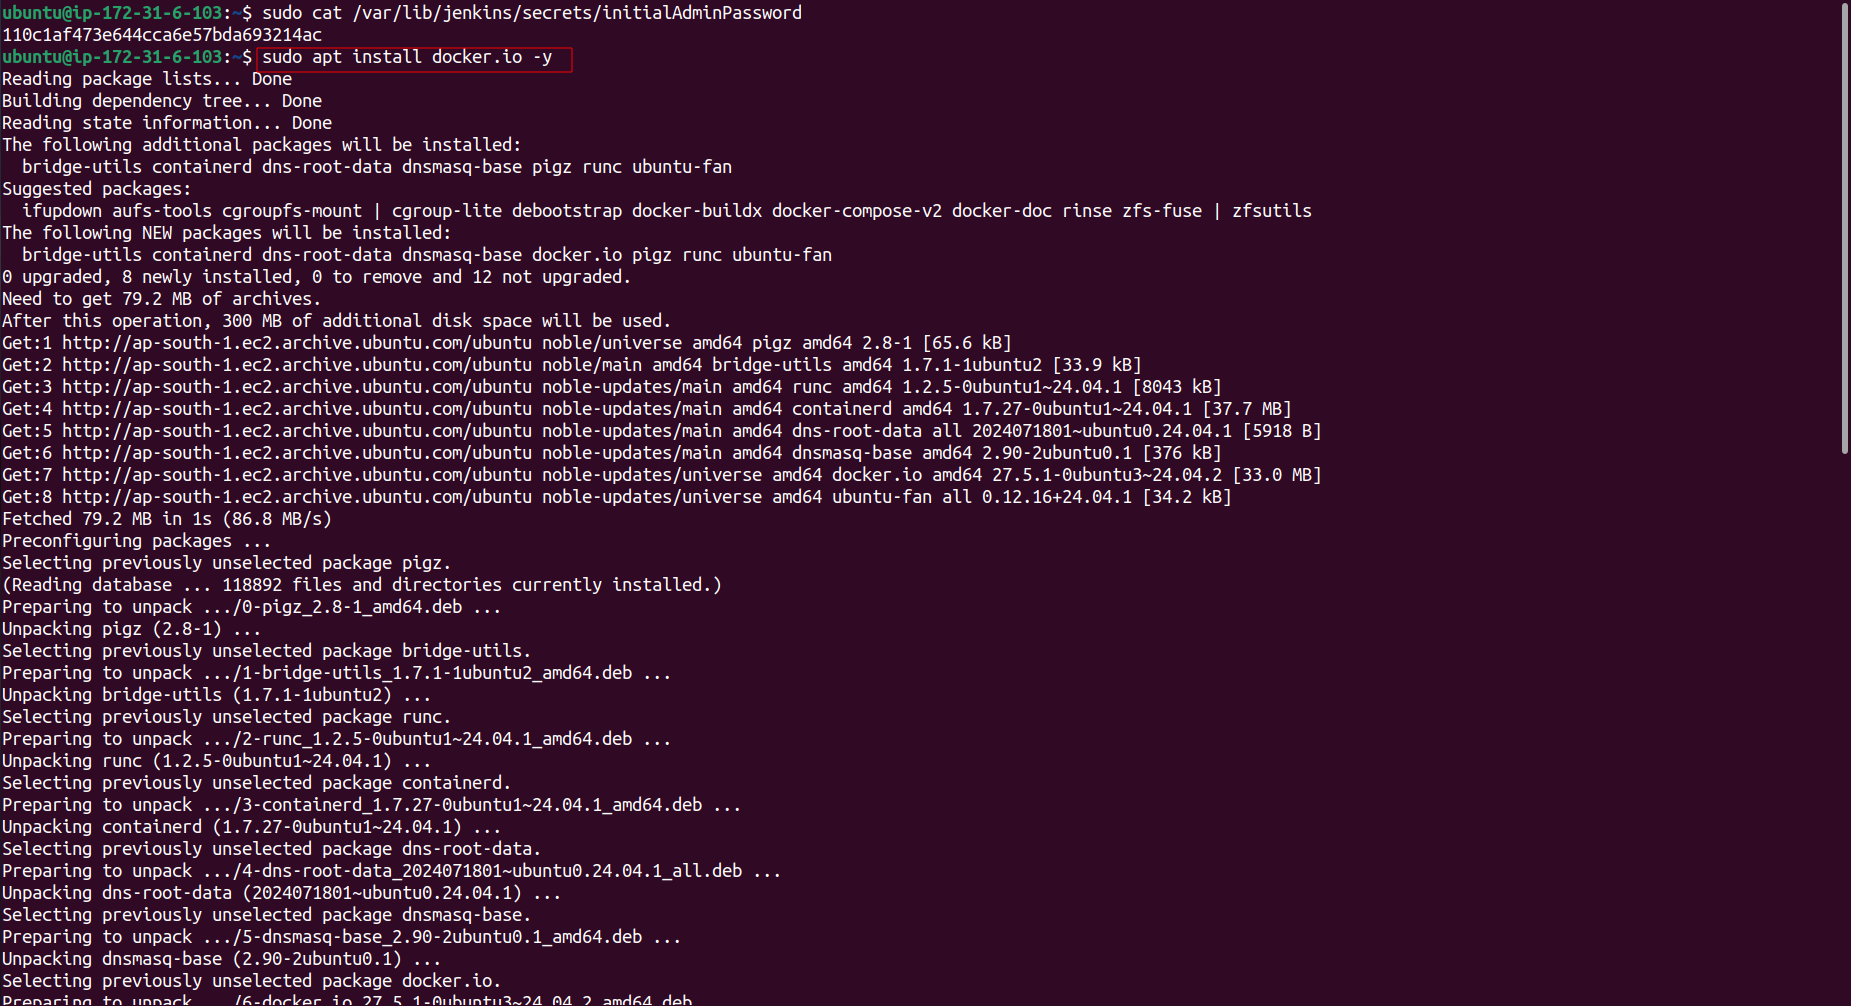 ubuntu@ip-172-31-6-103:~$ sudo cat /var/lib/jenkins/secrets/initialAdminPassword
110c1af473e644cca6e57bda693214ac
ubuntu@ip-172-31-6-103:~$ sudo apt install docker.io -y
Reading package lists... Done
Building dependency tree... Done
Reading state information... Done
The following additional packages will be installed:
  bridge-utils containerd dns-root-data dnsmasq-base pigz runc ubuntu-fan
Suggested packages:
  ifupdown aufs-tools cgroupfs-mount | cgroup-lite debootstrap docker-buildx docker-compose-v2 docker-doc rinse zfs-fuse | zfsutils
The following NEW packages will be installed:
  bridge-utils containerd dns-root-data dnsmasq-base docker.io pigz runc ubuntu-fan
0 upgraded, 8 newly installed, 0 to remove and 12 not upgraded.
Need to get 79.2 MB of archives.
After this operation, 300 MB of additional disk space will be used.
Get:1 http://ap-south-1.ec2.archive.ubuntu.com/ubuntu noble/universe amd64 pigz amd64 2.8-1 [65.6 kB]
Get:2 http://ap-south-1.ec2.archive.ubuntu.com/ubuntu noble/main amd64 bridge-utils amd64 1.7.1-1ubuntu2 [33.9 kB]
Get:3 http://ap-south-1.ec2.archive.ubuntu.com/ubuntu noble-updates/main amd64 runc amd64 1.2.5-0ubuntu1~24.04.1 [8043 kB]
Get:4 http://ap-south-1.ec2.archive.ubuntu.com/ubuntu noble-updates/main amd64 containerd amd64 1.7.27-0ubuntu1~24.04.1 [37.7 MB]
Get:5 http://ap-south-1.ec2.archive.ubuntu.com/ubuntu noble-updates/main amd64 dns-root-data all 2024071801~ubuntu0.24.04.1 [5918 B]
Get:6 http://ap-south-1.ec2.archive.ubuntu.com/ubuntu noble-updates/main amd64 dnsmasq-base amd64 2.90-2ubuntu0.1 [376 kB]
Get:7 http://ap-south-1.ec2.archive.ubuntu.com/ubuntu noble-updates/universe amd64 docker.io amd64 27.5.1-0ubuntu3~24.04.2 [33.0 MB]
Get:8 http://ap-south-1.ec2.archive.ubuntu.com/ubuntu noble-updates/universe amd64 ubuntu-fan all 0.12.16+24.04.1 [34.2 kB]
Fetched 79.2 MB in 1s (86.8 MB/s)
Preconfiguring packages ...
Selecting previously unselected package pigz.
(Reading database ... 118892 files and directories currently installed.)
Preparing to unpack .../0-pigz_2.8-1_amd64.deb ...
Unpacking pigz (2.8-1) ...
Selecting previously unselected package bridge-utils.
Preparing to unpack .../1-bridge-utils_1.7.1-1ubuntu2_amd64.deb ...
Unpacking bridge-utils (1.7.1-1ubuntu2) ...
Selecting previously unselected package runc.
Preparing to unpack .../2-runc_1.2.5-0ubuntu1~24.04.1_amd64.deb ...
Unpacking runc (1.2.5-0ubuntu1~24.04.1) ...
Selecting previously unselected package containerd.
Preparing to unpack .../3-containerd_1.7.27-0ubuntu1~24.04.1_amd64.deb ...
Unpacking containerd (1.7.27-0ubuntu1~24.04.1) ...
Selecting previously unselected package dns-root-data.
Preparing to unpack .../4-dns-root-data_2024071801~ubuntu0.24.04.1_all.deb ...
Unpacking dns-root-data (2024071801~ubuntu0.24.04.1) ...
Selecting previously unselected package dnsmasq-base.
Preparing to unpack .../5-dnsmasq-base_2.90-2ubuntu0.1_amd64.deb ...
Unpacking dnsmasq-base (2.90-2ubuntu0.1) ...
Selecting previously unselected package docker.io.
Preparing to unpack .../6-docker.io_27.5.1-0ubuntu3~24.04.2_amd64.deb ...